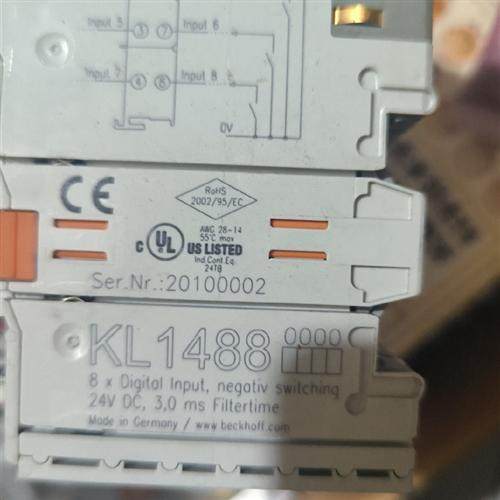 Input 5 3 7 Input 6
Input 7 4 8 Input 8
0V
CE
RoHS
2002/95/EC
AWG 28-14
55°C max
C UL US LISTED
Ind.Cont.Eq.
24TB
Ser.Nr.:20100002
KL1488 0000
8 x Digital Input, negativ switching
24V DC, 3,0 ms Filtertime
Made in Germany / www.beckhoff.com